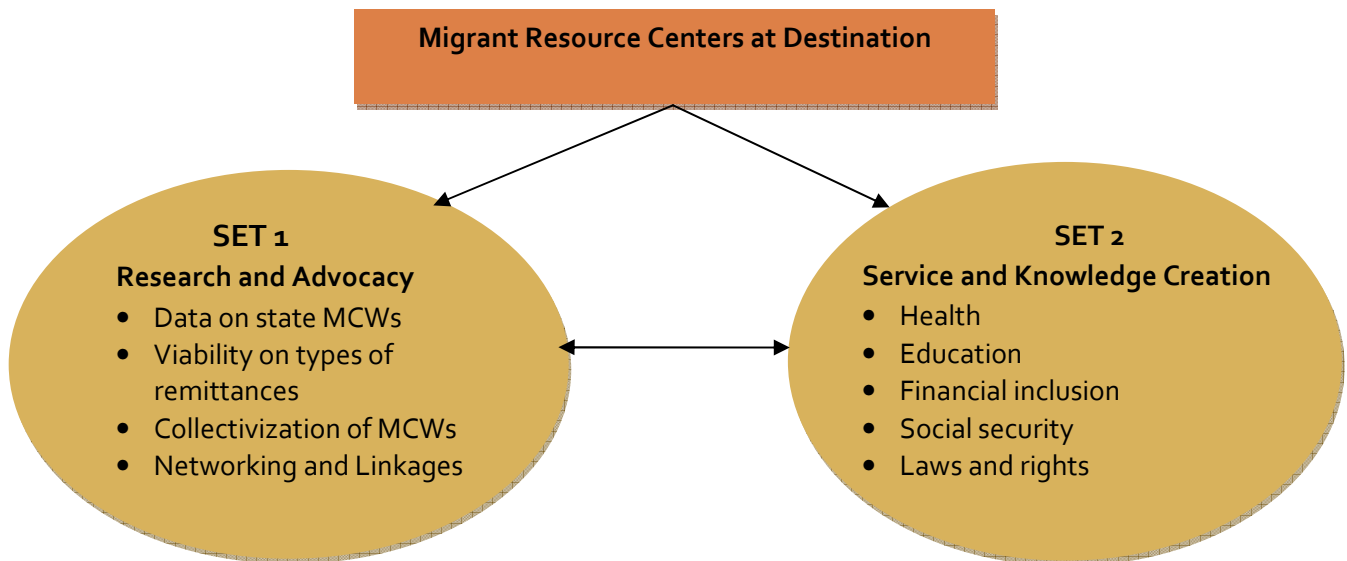 Migrant Resource Centers at Destination
SET 1
Research and Advocacy
• Data on state MCWs
• Viability on types of
remittances
• Collectivization of MCWs
• Networking and Linkages
SET 2
Service and Knowledge Creation
• Health
• Education
• Financial inclusion
• Social security
• Laws and rights